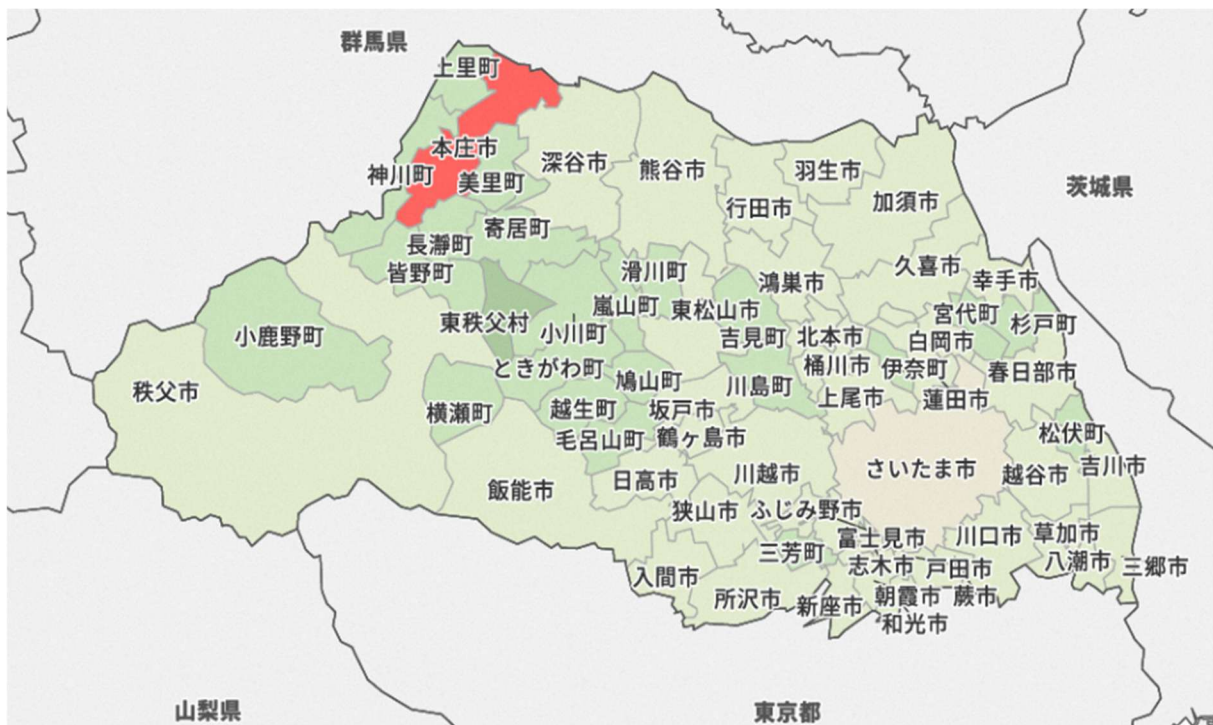 群馬県
上里町
本庄市
深谷市
熊谷市
羽生市
神川町
美里町
茨城県
行田市
加須市
寄居町
長瀞町
皆野町
滑川町
久喜市
幸手市
鴻巣市
嵐山町
東松山市
宮代町
杉戸町
東秩父村
小川町
吉見町
北本市
白岡市
小鹿野町
ときがわ町
桶川市
伊奈町
春日部市
秩父市
鳩山町
川島町
上尾市
蓮田市
横瀬町
越生町
坂戸市
毛呂山町
鶴ヶ島市
松伏町
さいたま市
吉川市
日高市
川越市
越谷市
飯能市
狭山市
ふじみ野市
富士見市
川口市
草加市
三芳町
志木市
戸田市
八潮市
三郷市
入間市
所沢市
新座市
朝霞市
蕨市
和光市
山梨県
東京都